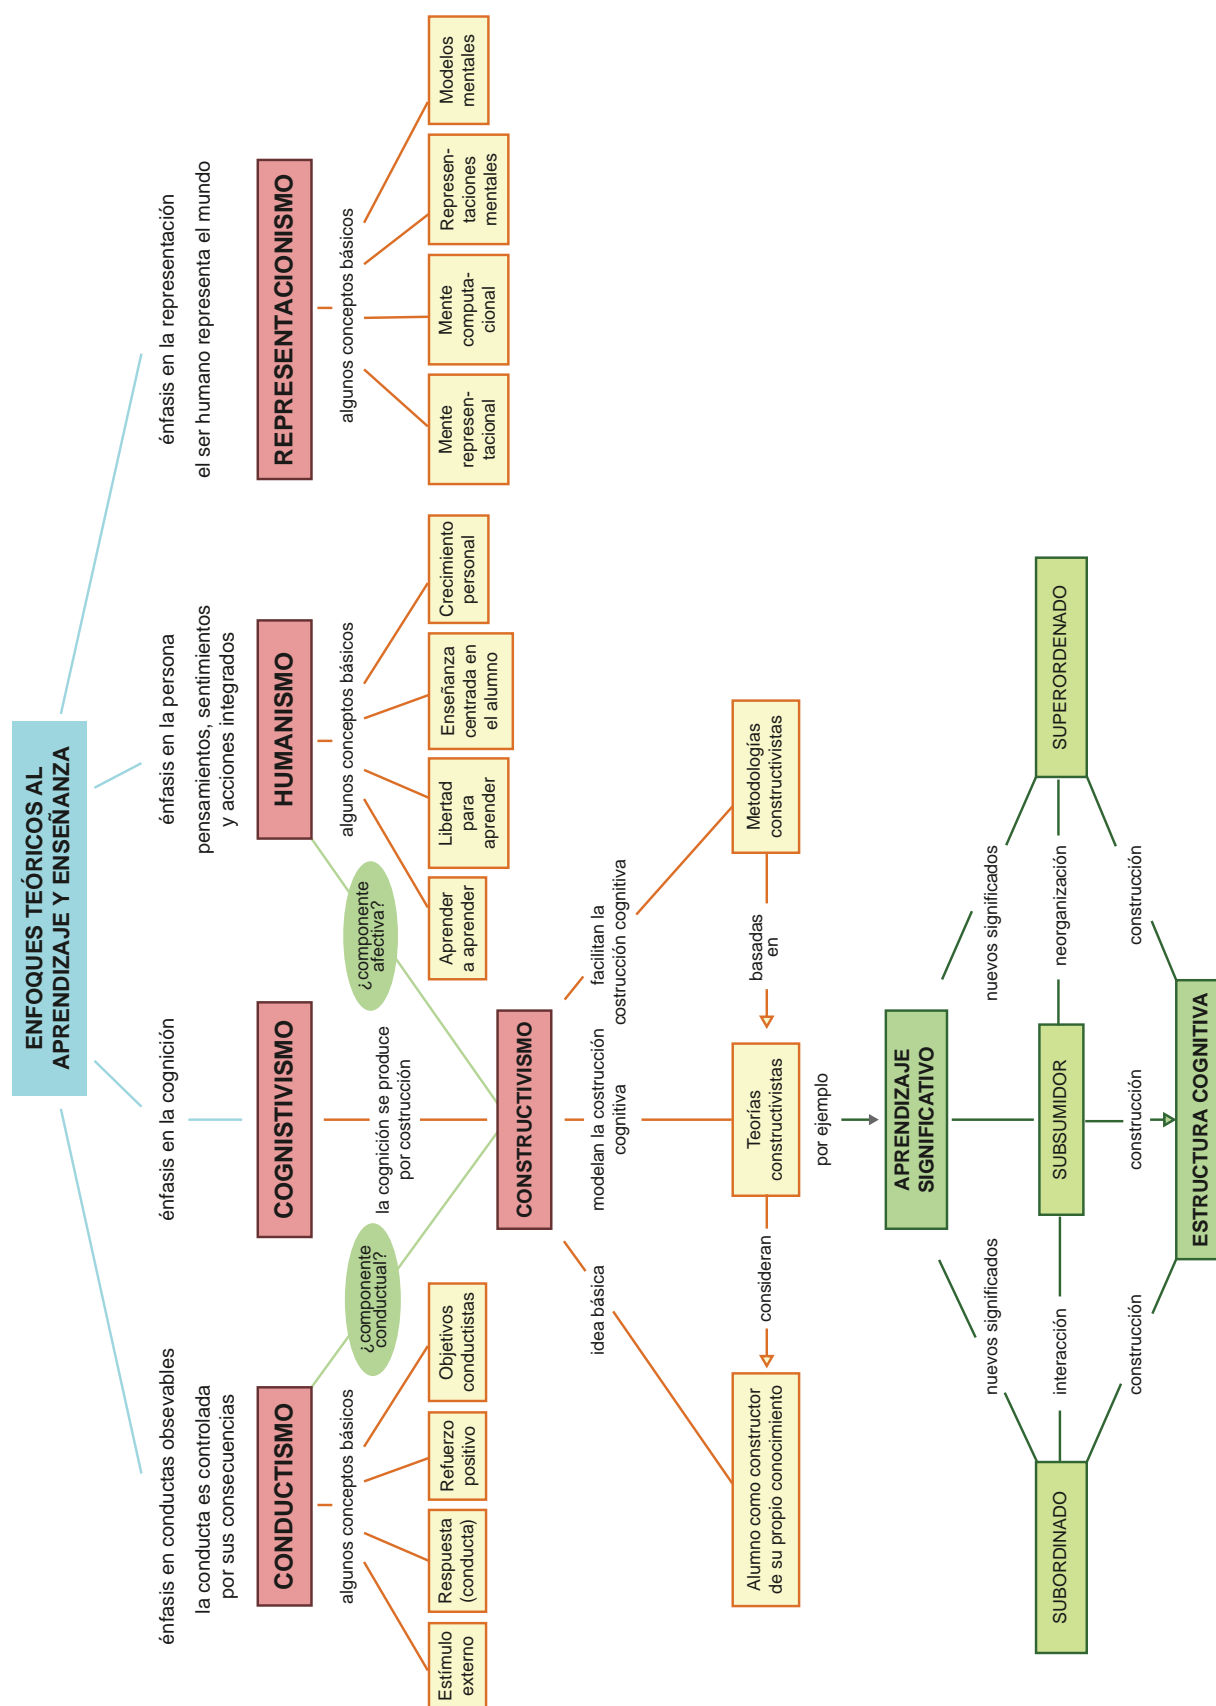 ENFOQUES TEÓRICOS AL
APRENDIZAJE Y ENSEÑANZA
énfasis en conductas obsevables
la conducta es controlada
por sus consecuencias
énfasis en la cognición
énfasis en la persona
pensamientos, sentimientos
y acciones integrados
énfasis en la representación
el ser humano representa el mundo
CONDUCTISMO
COGNISTIVISMO
HUMANISMO
REPRESENTACIONISMO
algunos conceptos básicos
¿componente
conductual?
la cognición se produce
por costrucción
¿componente
afectiva?
algunos conceptos básicos
algunos conceptos básicos
Estímulo
externo
Respuesta
(conducta)
Refuerzo
positivo
Objetivos
conductistas
Aprender
a aprender
Libertad
para
aprender
Enseñanza
centrada en
el alumno
Crecimiento
personal
Mente
represen-
tacional
Mente
computa-
cional
Represen-
taciones
mentales
Modelos
mentales
CONSTRUCTIVISMO
idea básica
modelan la costrucción
cognitiva
facilitan la
costrucción cognitiva
Alumno como constructor
de su propio conocimiento
consideran
Teorías
constructivistas
basadas
en
Metodologías
constructivistas
por ejemplo
APRENDIZAJE
SIGNIFICATIVO
nuevos significados
nuevos significados
SUBORDINADO
interacción
SUBSUMIDOR
neorganización
SUPERORDENADO
construcción
construcción
construcción
ESTRUCTURA COGNITIVA